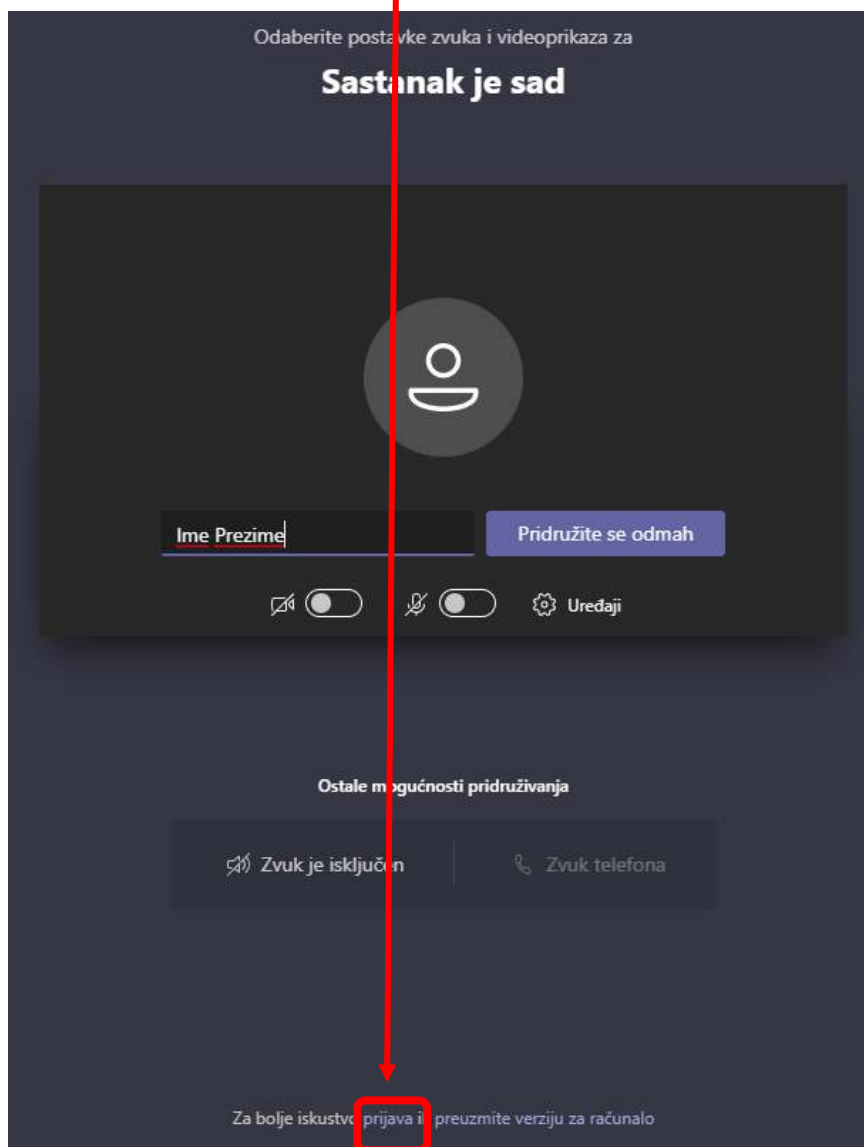 Odaberite postavke zvuka i videoprikaza za
Sastanak je sad
Ime Prezime
Pridružite se odmah
Uređaji
Ostale mogućnosti pridruživanja
Zvuk je isključen
Zvuk telefona
Za bolje iskustvo prijava ili preuzmite verziju za računalo